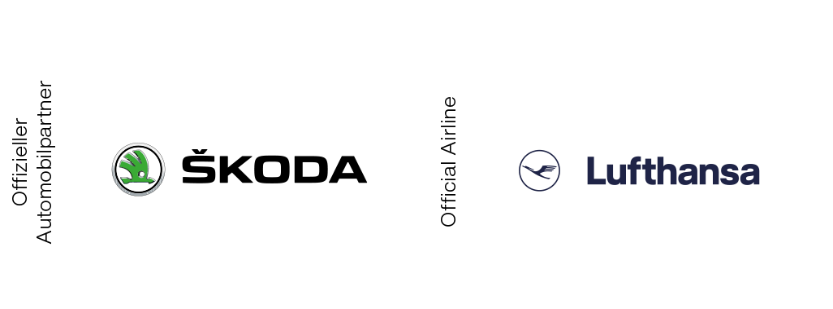 Offizieller
Automobilpartner
ŠKODA
Official Airline
Lufthansa